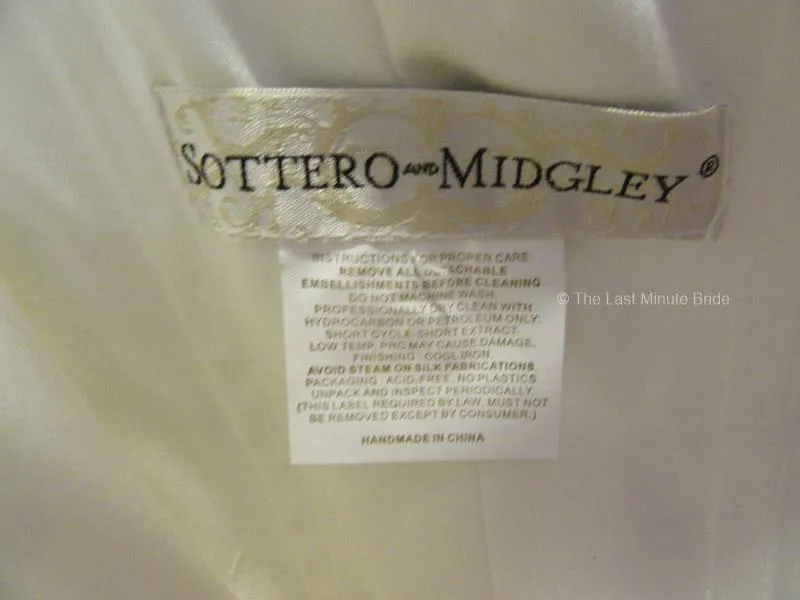 SOTTERO AND MIDGLEY ®
INSTRUCTIONS FOR PROPER CARE:
REMOVE ALL DETACHABLE
EMBELLISHMENTS BEFORE CLEANING.
DO NOT MACHINE WASH.
© The Last Minute Bride
PROFESSIONALLY DRY CLEAN WITH
HYDROCARBON OR PETROLEUM ONLY.
SHORT CYCLE-SHORT EXTRACT.
LOW TEMP. PRC MAY CAUSE DAMAGE.
FINISHING: COOL IRON.
AVOID STEAM ON SILK FABRICATIONS.
PACKAGING: ACID-FREE, NO PLASTICS
UNPACK AND INSPECT PERIODICALLY.
(THIS LABEL REQUIRED BY LAW. MUST NOT
BE REMOVED EXCEPT BY CONSUMER.)
HANDMADE IN CHINA